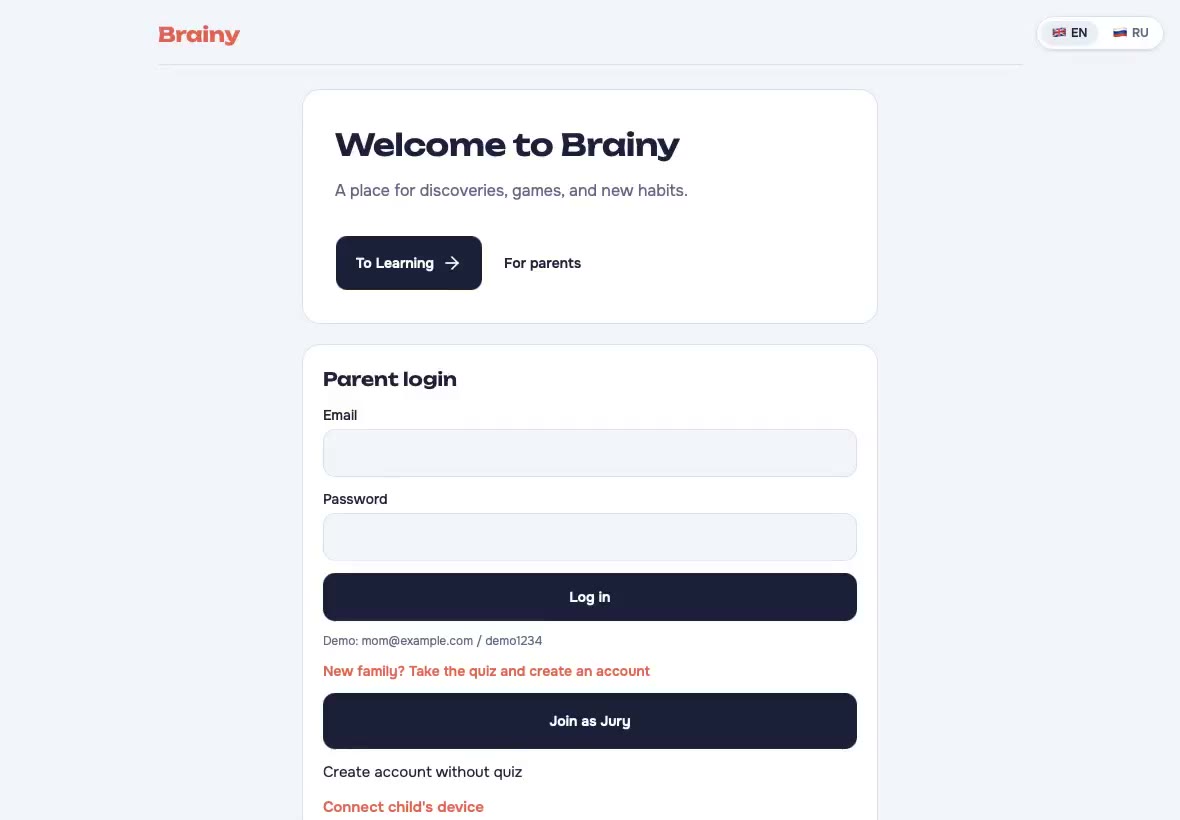 Brainy
EN
RU
Welcome to Brainy
A place for discoveries, games, and new habits.
To Learning →
For parents
Parent login
Email
Password
Log in
Demo: mom@example.com / demo1234
New family? Take the quiz and create an account
Join as Jury
Create account without quiz
Connect child's device